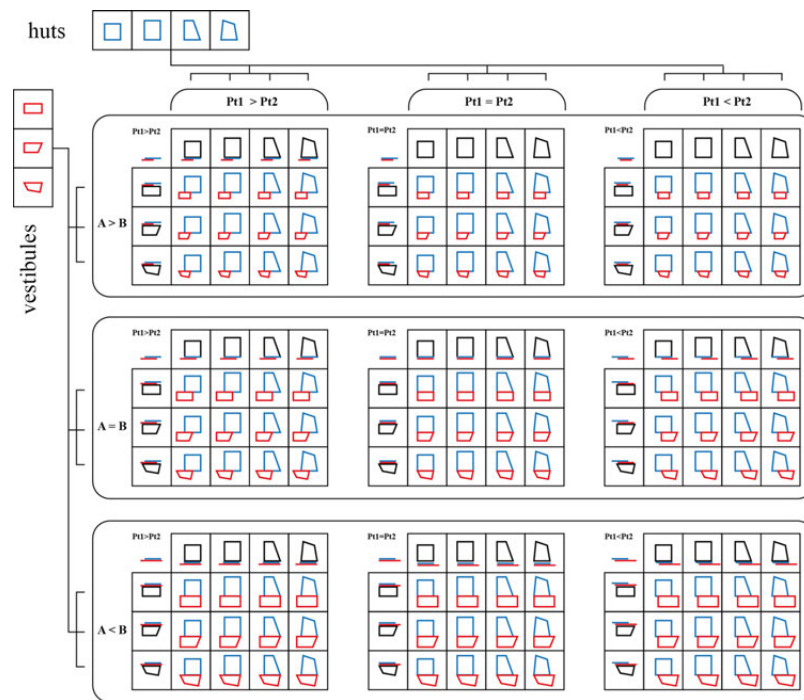 huts
Pt1 > Pt2 Pt1 = Pt2 Pt1 < Pt2
vestibules
Pt1>Pt2 Pt1=Pt2 Pt1<Pt2
A > B
Pt1>Pt2 Pt1=Pt2 Pt1<Pt2
A = B
Pt1>Pt2 Pt1=Pt2 Pt1<Pt2
A < B